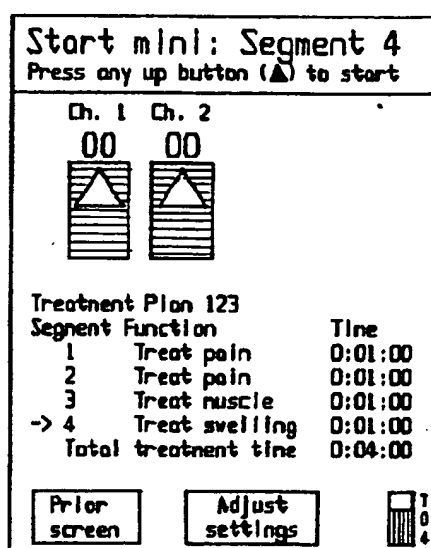 Start mini: Segment 4
Press any up button (▲) to start
Ch. 1 Ch. 2
00 00
Treatment Plan 123
Segment Function Time
1 Treat pain 0:01:00
2 Treat pain 0:01:00
3 Treat muscle 0:01:00
-> 4 Treat swelling 0:01:00
Total treatment time 0:04:00
Prior screen
Adjust settings
T
0
4